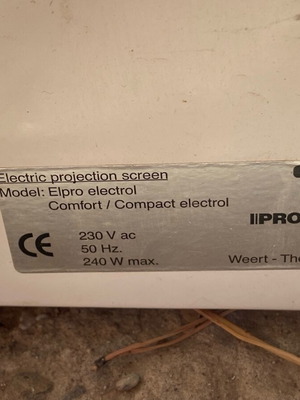 Electric projection screen
Model: Elpro electrol
Comfort / Compact electrol
PRO
CE
230 V ac
50 Hz.
240 W max.
Weert - The